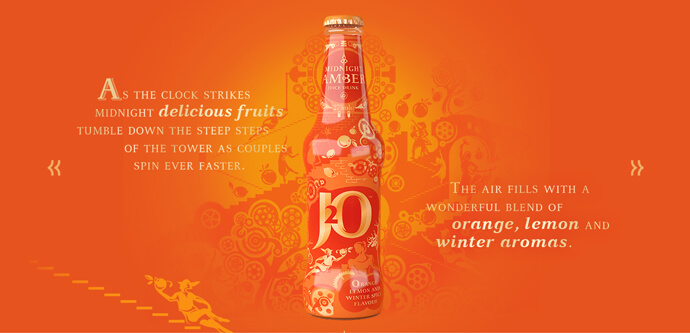 As the clock strikes
midnight delicious fruits
tumble down the steep steps
of the tower as couples
spin ever faster.
MIDNIGHT
AMBER
JUICE DRINK
J2O
Orange,
lemon and
winter spice
flavour
The air fills with a
wonderful blend of
orange, lemon and
winter aromas.